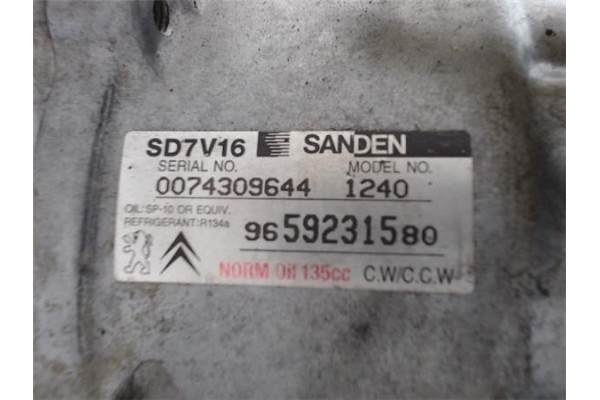 SD7V16 SANDEN
SERIAL NO. MODEL NO.
0074309644 1240
OIL:SP-10 OR EQUIV.
REFRIGERANT:R134a
9659231580
NORM Oil 135cc C.W/C.C.W